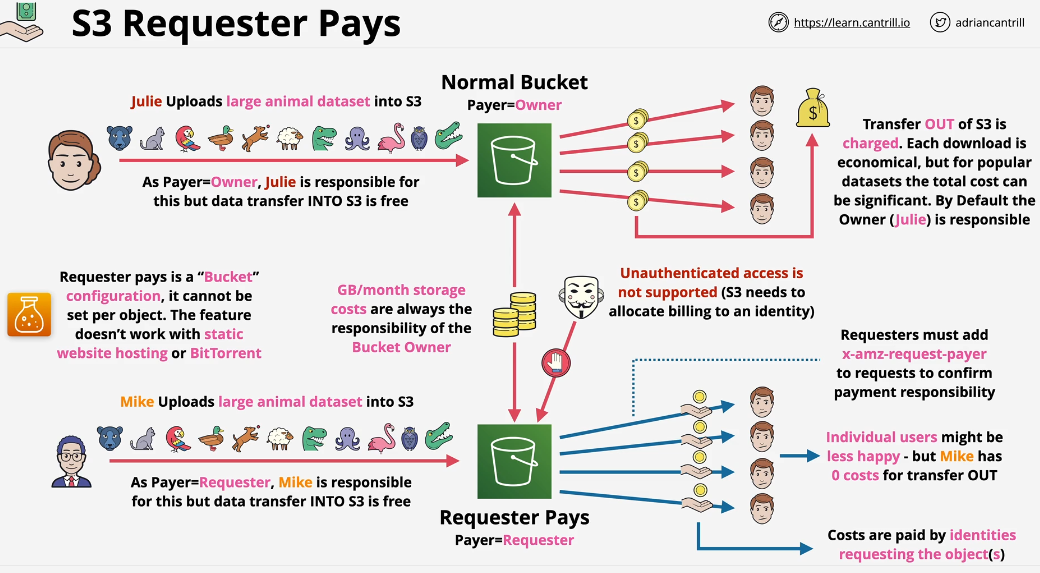 S3 Requester Pays
https://learn.cantrill.io
adriancantrill
Normal Bucket
Payer=Owner
Julie Uploads large animal dataset into S3
As Payer=Owner, Julie is responsible for
this but data transfer INTO S3 is free
$
$
$
$
$
Transfer OUT of S3 is
charged. Each download is
economical, but for popular
datasets the total cost can
be significant. By Default the
Owner (Julie) is responsible
Requester pays is a “Bucket”
configuration, it cannot be
set per object. The feature
doesn’t work with static
website hosting or BitTorrent
GB/month storage
costs are always the
responsibility of the
Bucket Owner
Unauthenticated access is
not supported (S3 needs to
allocate billing to an identity)
Requesters must add
x-amz-request-payer
to requests to confirm
payment responsibility
Mike Uploads large animal dataset into S3
As Payer=Requester, Mike is responsible
for this but data transfer INTO S3 is free
Individual users might be
less happy - but Mike has
0 costs for transfer OUT
Requester Pays
Payer=Requester
Costs are paid by identities
requesting the object(s)